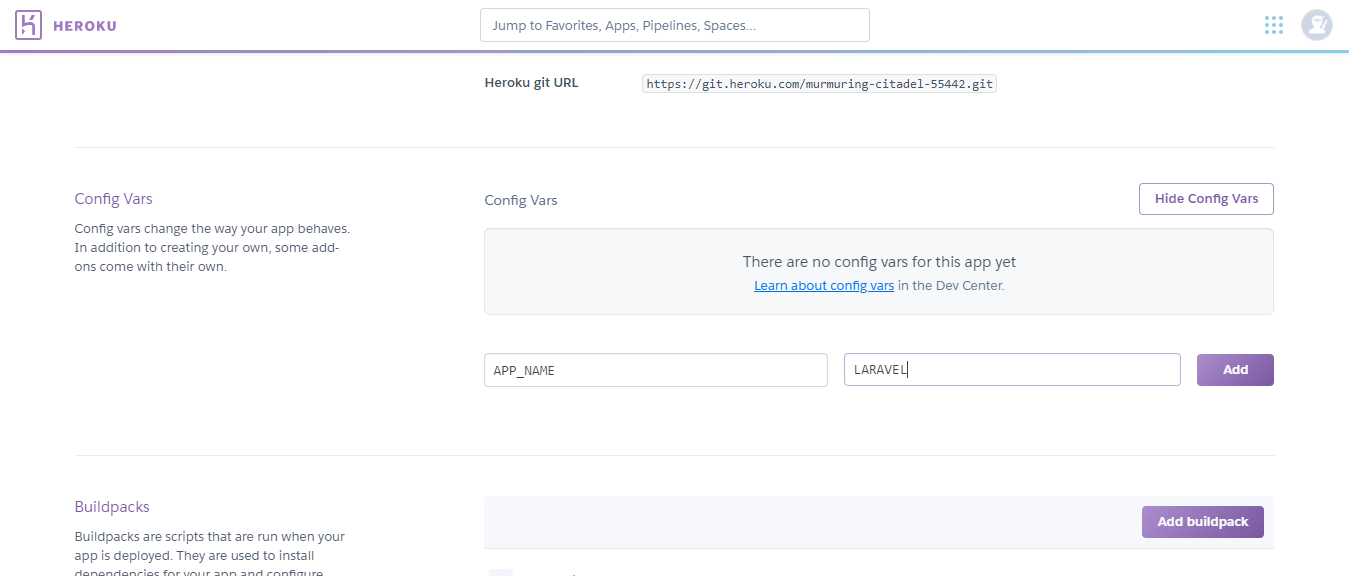 HEROKU
Jump to Favorites, Apps, Pipelines, Spaces...
Heroku git URL
https://git.heroku.com/murmuring-citadel-55442.git
Config Vars
Config vars change the way your app behaves.
In addition to creating your own, some add-
ons come with their own.
Config Vars
Hide Config Vars
There are no config vars for this app yet
Learn about config vars in the Dev Center.
APP_NAME
LARAVEL
Add
Buildpacks
Buildpacks are scripts that are run when your
app is deployed. They are used to install
dependencies for your app and configure
Add buildpack